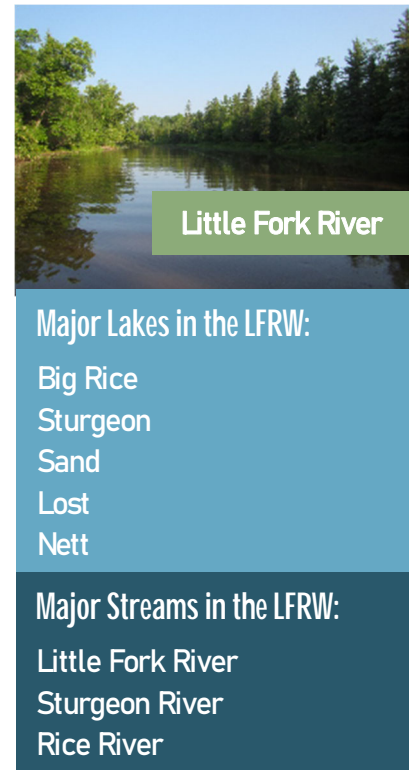 Little Fork River
Major Lakes in the LFRW:
Big Rice
Sturgeon
Sand
Lost
Nett
Major Streams in the LFRW:
Little Fork River
Sturgeon River
Rice River